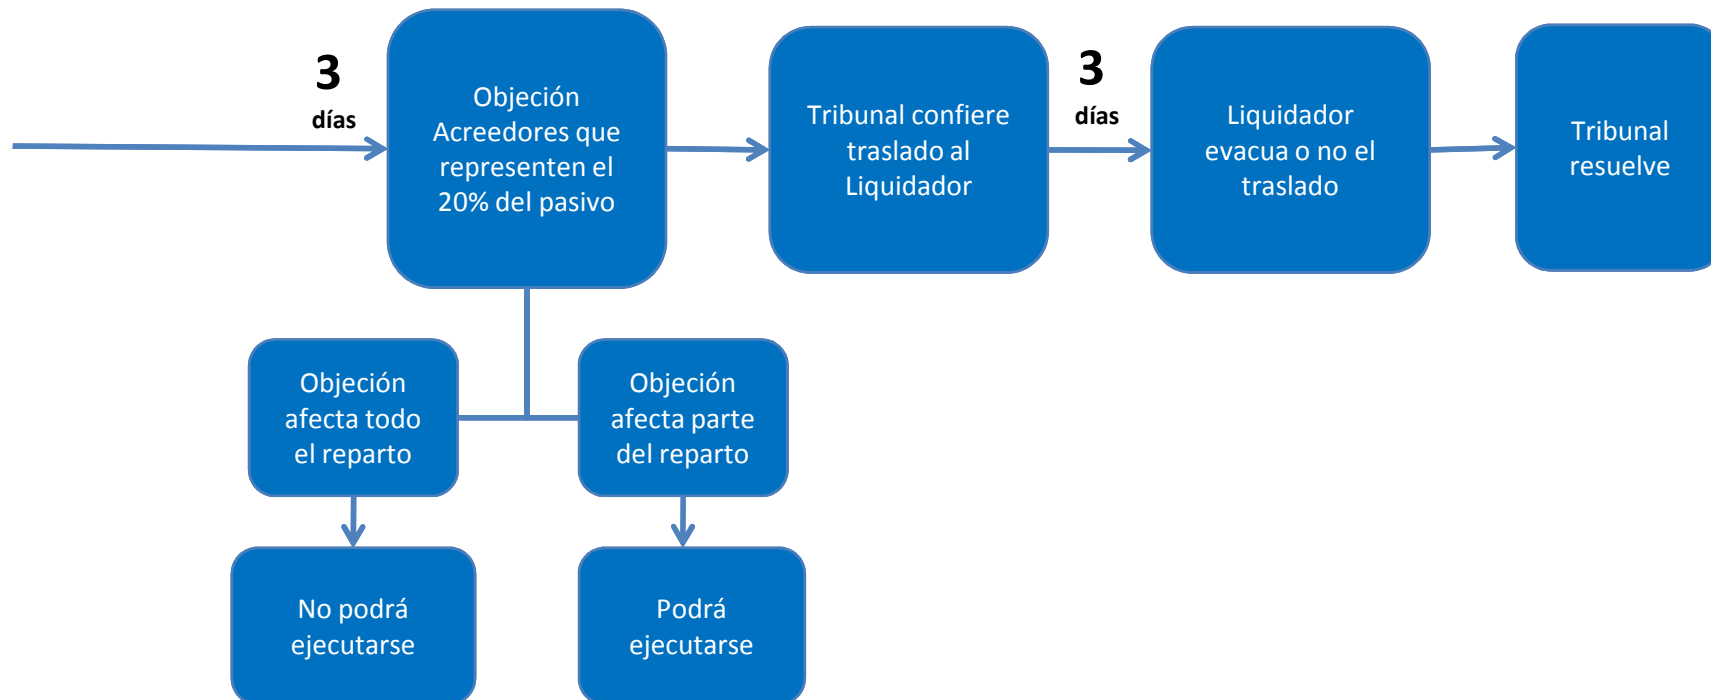 3
días
Objeción
Acreedores que
representen el
20% del pasivo
Tribunal confiere
traslado al
Liquidador
3
días
Liquidador
evacua o no el
traslado
Tribunal
resuelve
Objeción
afecta todo
el reparto
Objeción
afecta parte
del reparto
No podrá
ejecutarse
Podrá
ejecutarse